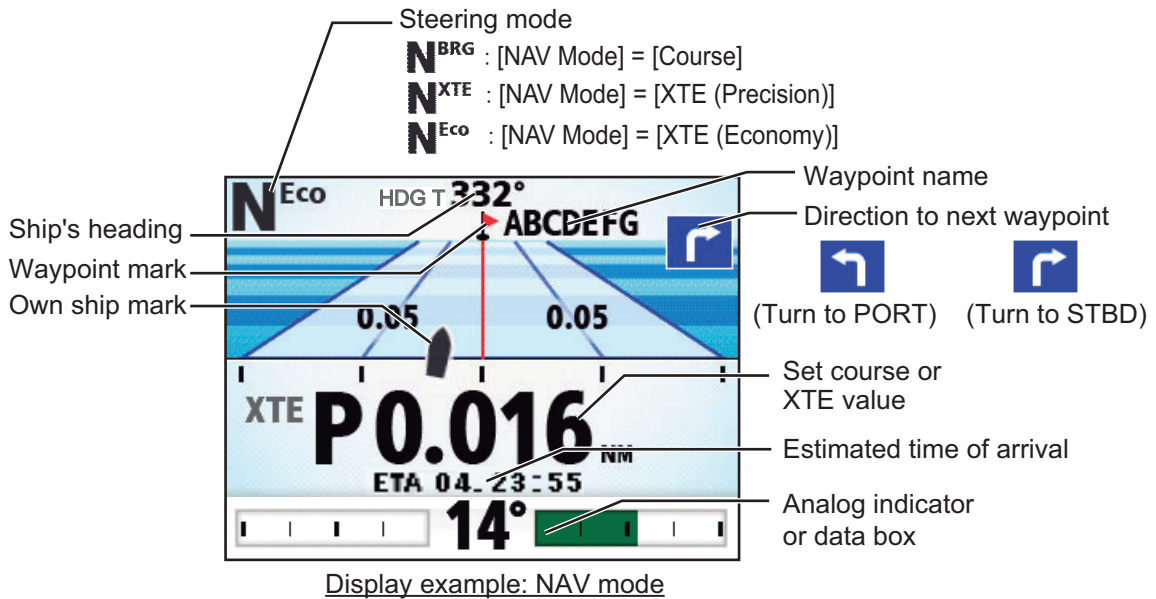 Steering mode
N BRG : [NAV Mode] = [Course]
N XTE : [NAV Mode] = [XTE (Precision)]
N Eco : [NAV Mode] = [XTE (Economy)]
Waypoint name
Direction to next waypoint
(Turn to PORT) (Turn to STBD)
Ship's heading
Waypoint mark
Own ship mark
N Eco HDG T 332°
ABCDEFG
0.05 0.05
XTE P0.016 NM
ETA 04_23:55
14°
Set course or
XTE value
Estimated time of arrival
Analog indicator
or data box
Display example: NAV mode